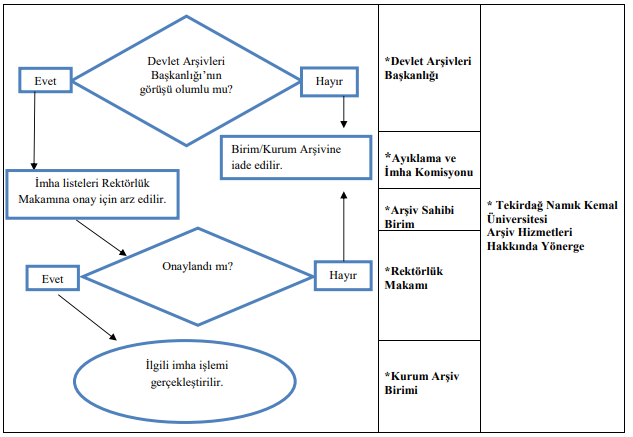 Devlet Arşivleri
Başkanlığı’nın
görüşü olumlu mu?
Evet
Hayır
Birim/Kurum Arşivine
iade edilir.
İmha listeleri Rektörlük
Makamına onay için arz edilir.
Onaylandı mı?
Evet
Hayır
İlgili imha işlemi
gerçekleştirilir.
*Devlet Arşivleri
Başkanlığı
*Ayıklama ve
İmha Komisyonu
*Arşiv Sahibi
Birim
*Rektörlük
Makamı
*Kurum Arşiv
Birimi
* Tekirdağ Namık Kemal
Üniversitesi
Arşiv Hizmetleri
Hakkında Yönerge